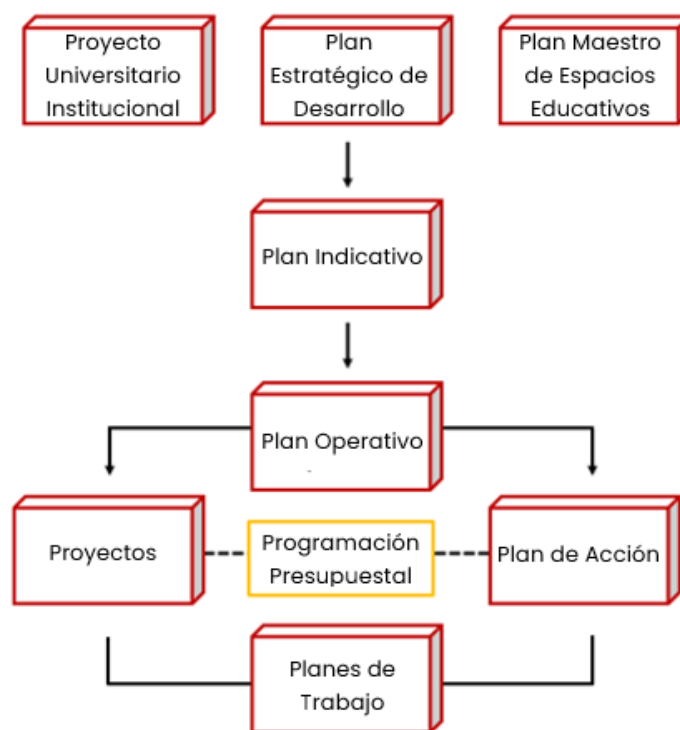 Proyecto
Universitario
Institucional
Plan
Estratégico de
Desarrollo
Plan Maestro
de Espacios
Educativos
Plan Indicativo
Plan Operativo
Proyectos
Programación
Presupuestal
Plan de Acción
Planes de
Trabajo